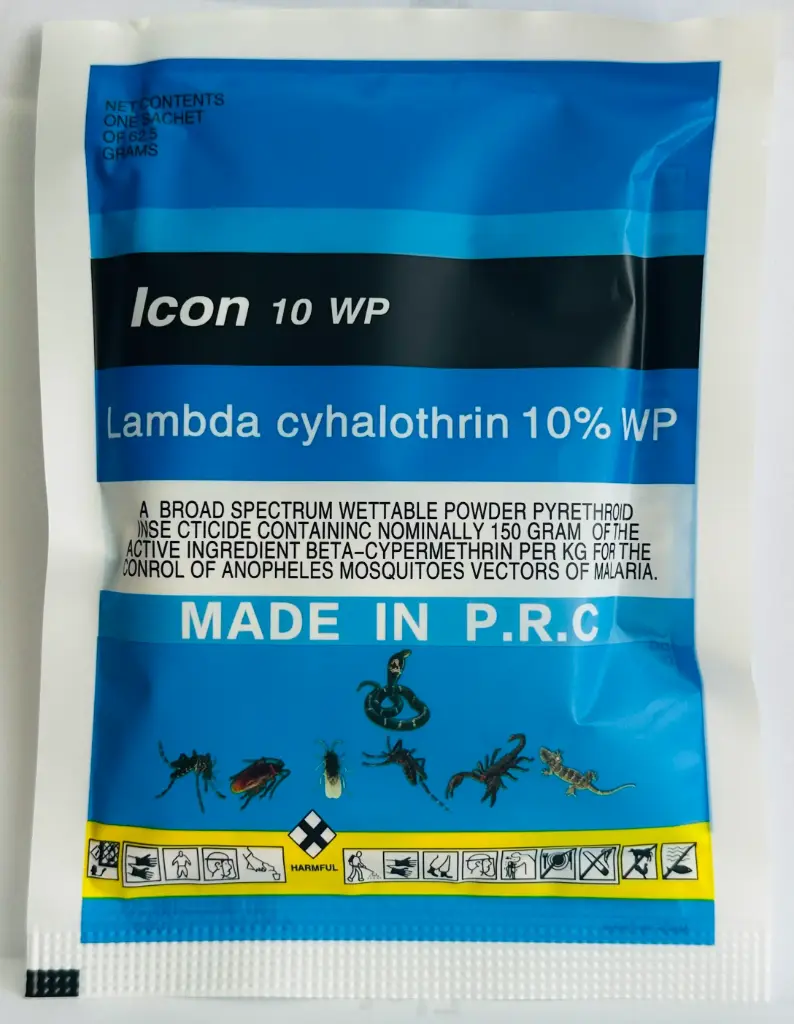 NET CONTENTS
ONE SACHET
OF 62.5
GRAMS
Icon 10 WP
Lambda cyhalothrin 10% WP
A BROAD SPECTRUM WETTABLE POWDER PYRETHROID
INSE CTICIDE CONTAININC NOMINALLY 150 GRAM OF THE
ACTIVE INGREDIENT BETA-CYPERMETHRIN PER KG FOR THE
CONROL OF ANOPHELES MOSQUITOES VECTORS OF MALARIA.
MADE IN P.R.C
HARMFUL